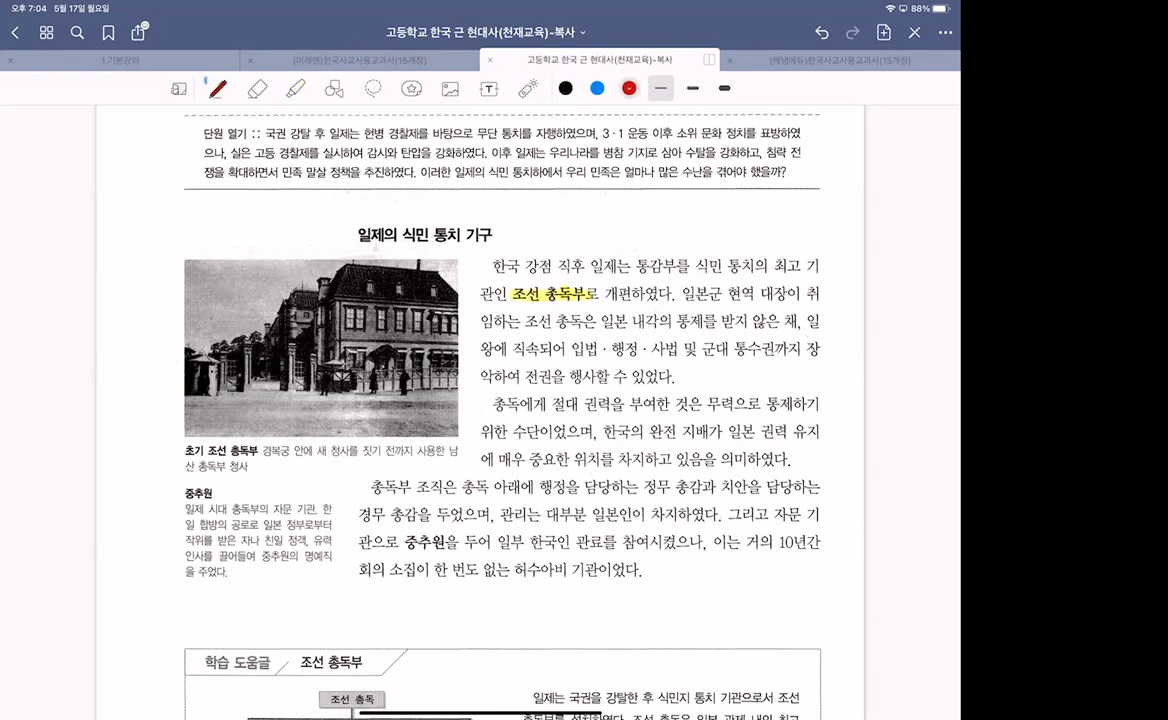 오후 7:04 5월 17일 월요일
88%
고등학교 한국 근 현대사(천재교육)-복사
1.기본강의
(미래엔)한국사교사용교과서(15개정)
고등학교 한국 근 현대사(천재교육)-복사
(해냄에듀)한국사교사용교과서(15개정)
단원 열기 :: 국권 강탈 후 일제는 헌병 경찰제를 바탕으로 무단 통치를 자행하였으며, 3·1 운동 이후 소위 문화 정치를 표방하였
으나, 실은 고등 경찰제를 실시하여 감시와 탄압을 강화하였다. 이후 일제는 우리나라를 병참 기지로 삼아 수탈을 강화하고, 침략 전
쟁을 확대하면서 민족 말살 정책을 추진하였다. 이러한 일제의 식민 통치하에서 우리 민족은 얼마나 많은 수난을 겪어야 했을까?
일제의 식민 통치 기구
한국 강점 직후 일제는 통감부를 식민 통치의 최고 기
관인 조선 총독부로 개편하였다. 일본군 현역 대장이 취
임하는 조선 총독은 일본 내각의 통제를 받지 않은 채, 일
왕에 직속되어 입법·행정·사법 및 군대 통수권까지 장
악하여 전권을 행사할 수 있었다.
총독에게 절대 권력을 부여한 것은 무력으로 통제하기
위한 수단이었으며, 한국의 완전 지배가 일본 권력 유지
에 매우 중요한 위치를 차지하고 있음을 의미하였다.
초기 조선 총독부 경복궁 안에 새 청사를 짓기 전까지 사용한 남
산 총독부 청사
총독부 조직은 총독 아래에 행정을 담당하는 정무 총감과 치안을 담당하는
경무 총감을 두었으며, 관리는 대부분 일본인이 차지하였다. 그리고 자문 기
관으로 중추원을 두어 일부 한국인 관료를 참여시켰으나, 이는 거의 10년간
회의 소집이 한 번도 없는 허수아비 기관이었다.
중추원
일제 시대 총독부의 자문 기관. 한
일 합방의 공로로 일본 정부로부터
작위를 받은 자나 친일 정객, 유력
인사를 끌어들여 중추원의 명예직
을 주었다.
학습 도움글 조선 총독부
조선 총독
일제는 국권을 강탈한 후 식민지 통치 기관으로서 조선